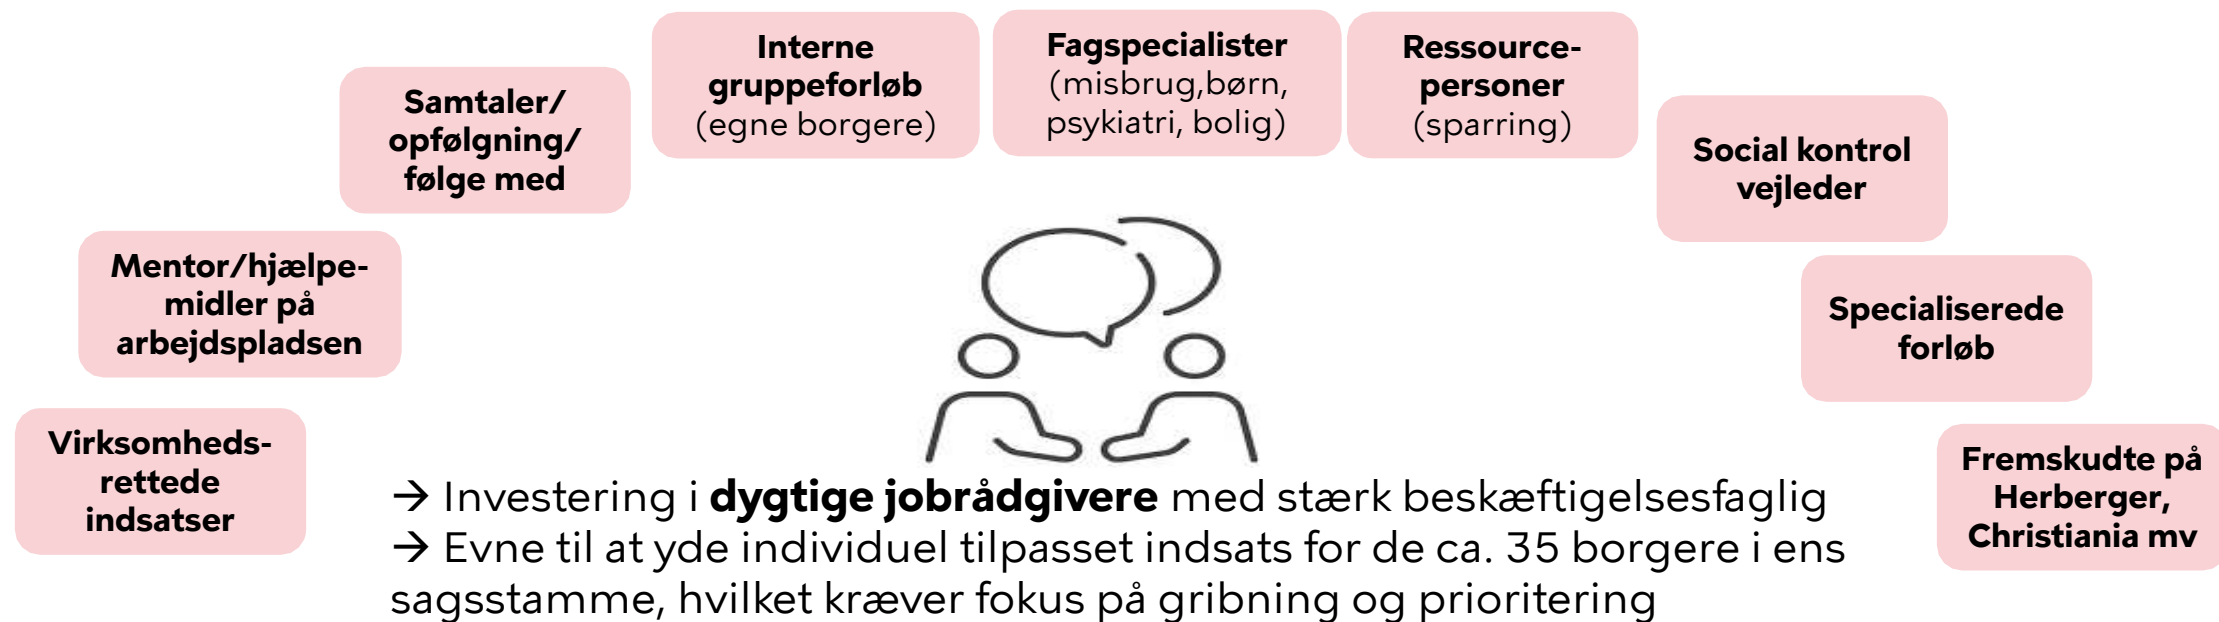 Interne
gruppeforløb
(egne borgere)
Fagspecialister
(misbrug,børn,
psykiatri, bolig)
Ressource-
personer
(sparring)
Samtaler/
opfølgning/
følge med
Social kontrol
vejleder
Mentor/hjælpe-
midler på
arbejdspladsen
Specialiserede
forløb
Virksomheds-
rettede
indsatser
Fremskudte på
Herberger,
Christiania mv
→ Investering i dygtige jobrådgivere med stærk beskæftigelsesfaglig
→ Evne til at yde individuel tilpasset indsats for de ca. 35 borgere i ens
sagsstamme, hvilket kræver fokus på gribning og prioritering